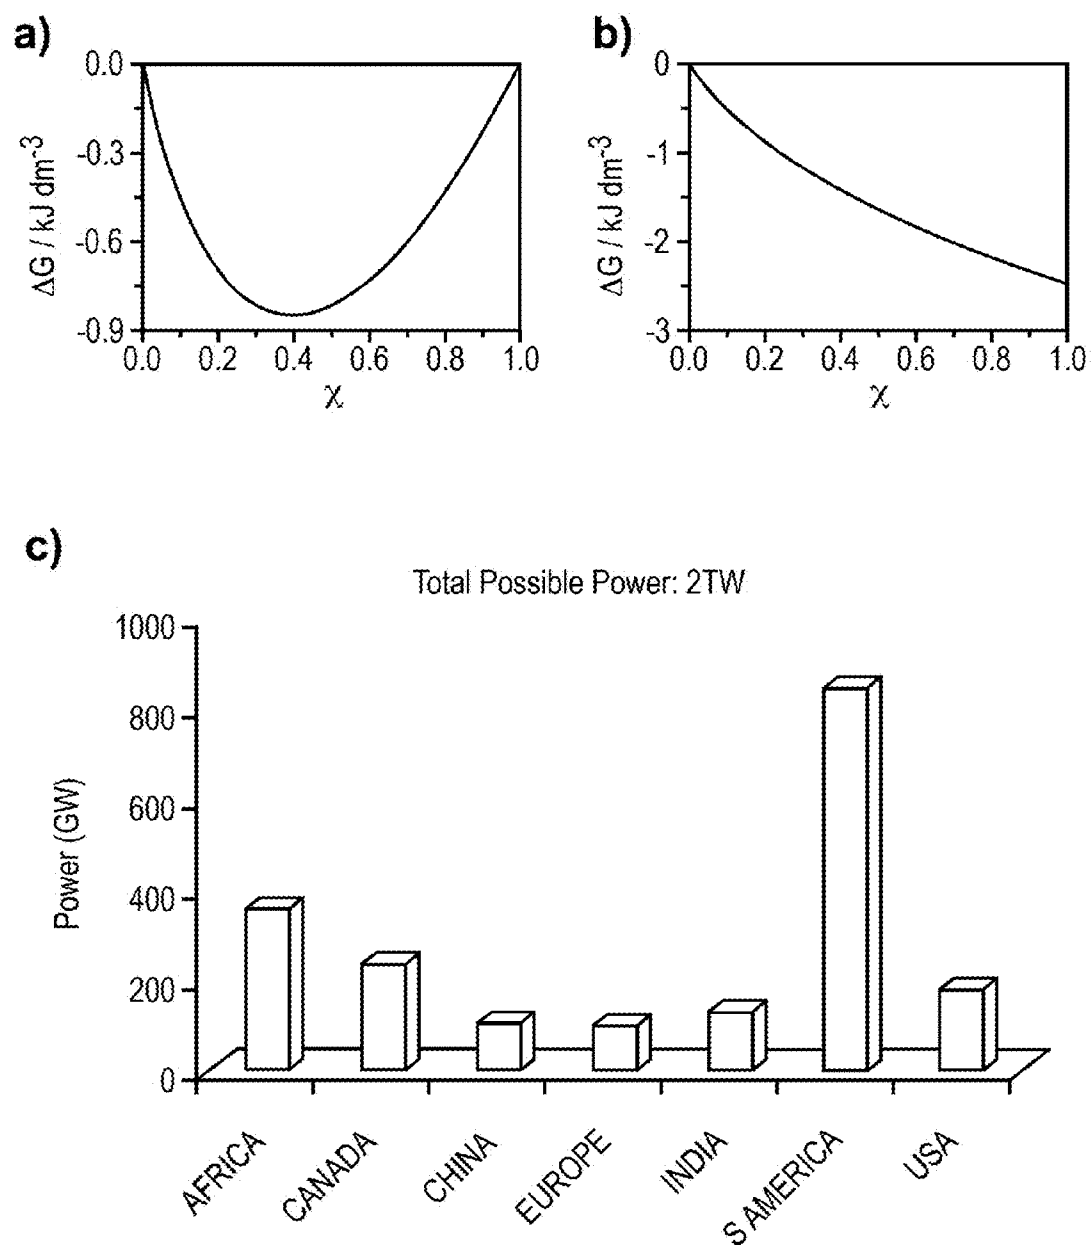 a)
0.0
-0.3
-0.6
-0.9
ΔG / kJ dm⁻³
0.0 0.2 0.4 0.6 0.8 1.0
χ
b)
0
-1
-2
-3
ΔG / kJ dm⁻³
0.0 0.2 0.4 0.6 0.8 1.0
χ
c)
Total Possible Power: 2TW
1000
800
600
400
200
0
Power (GW)
AFRICA
CANADA
CHINA
EUROPE
INDIA
S AMERICA
USA